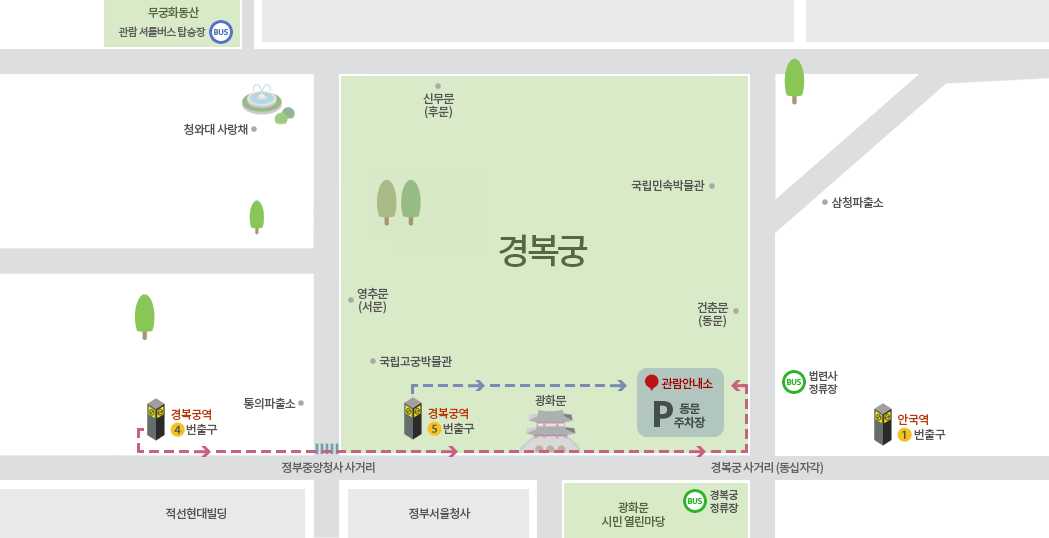 무궁화동산
관람 셔틀버스 탑승장 BUS
신무문
(후문)
청와대 사랑채
국립민속박물관
삼청파출소
경복궁
영추문
(서문)
건춘문
(동문)
국립고궁박물관
관람안내소
P 동문
주차장
BUS 법련사
정류장
통의파출소
광화문
경복궁역
4 번출구
경복궁역
5 번출구
안국역
1 번출구
정부중앙청사 사거리
경복궁 사거리 (동십자각)
적선현대빌딩
정부서울청사
광화문
시민 열린마당
BUS 경복궁
정류장